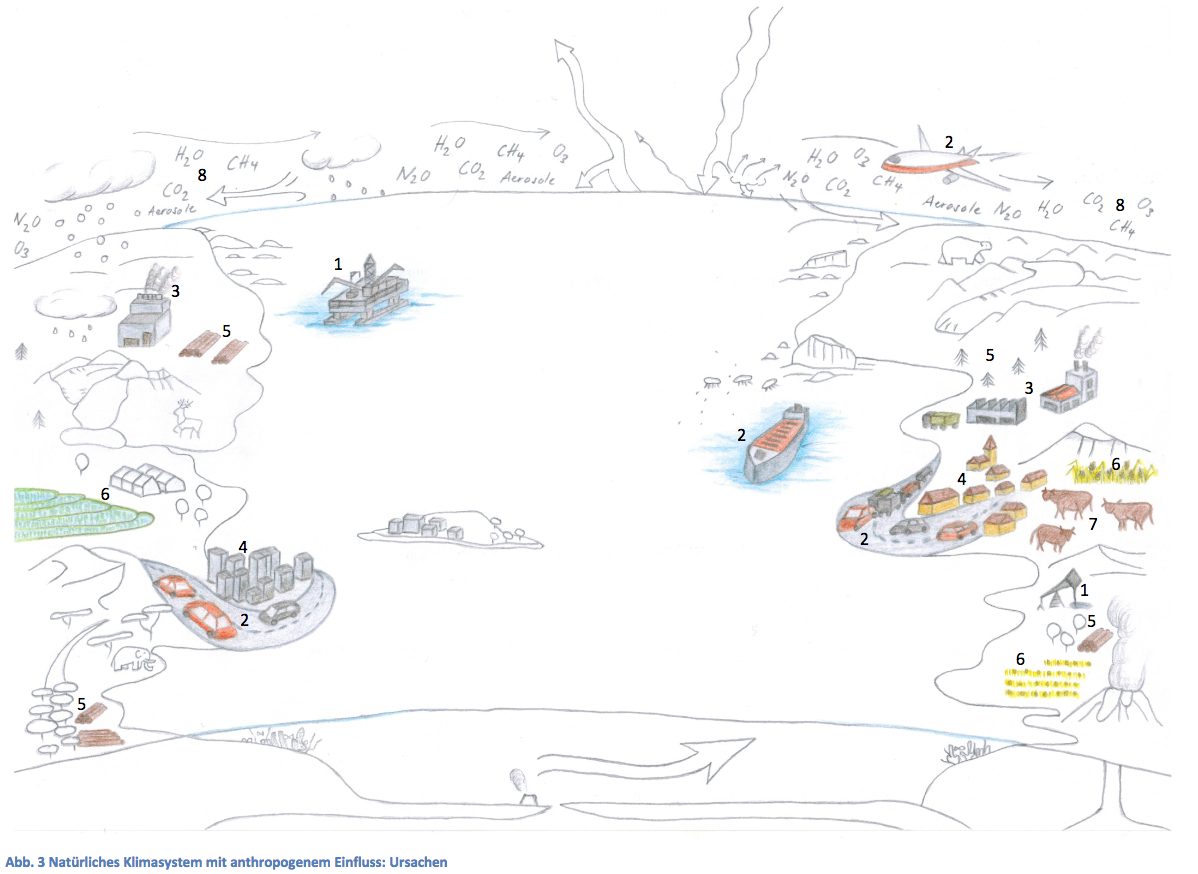 H2O CH4
8
CO2
Aerosole
N2O
O3
H2O CH4 O3
N2O CO2 Aerosole
H2O O3
N2O CO2 CH4
2
Aerosole N2O H2O CO2 8 O3
CH4
1
3
5
5
3
2
6
4
6
7
2
4
2
1
5
6
5
Abb. 3 Natürliches Klimasystem mit anthropogenem Einfluss: Ursachen